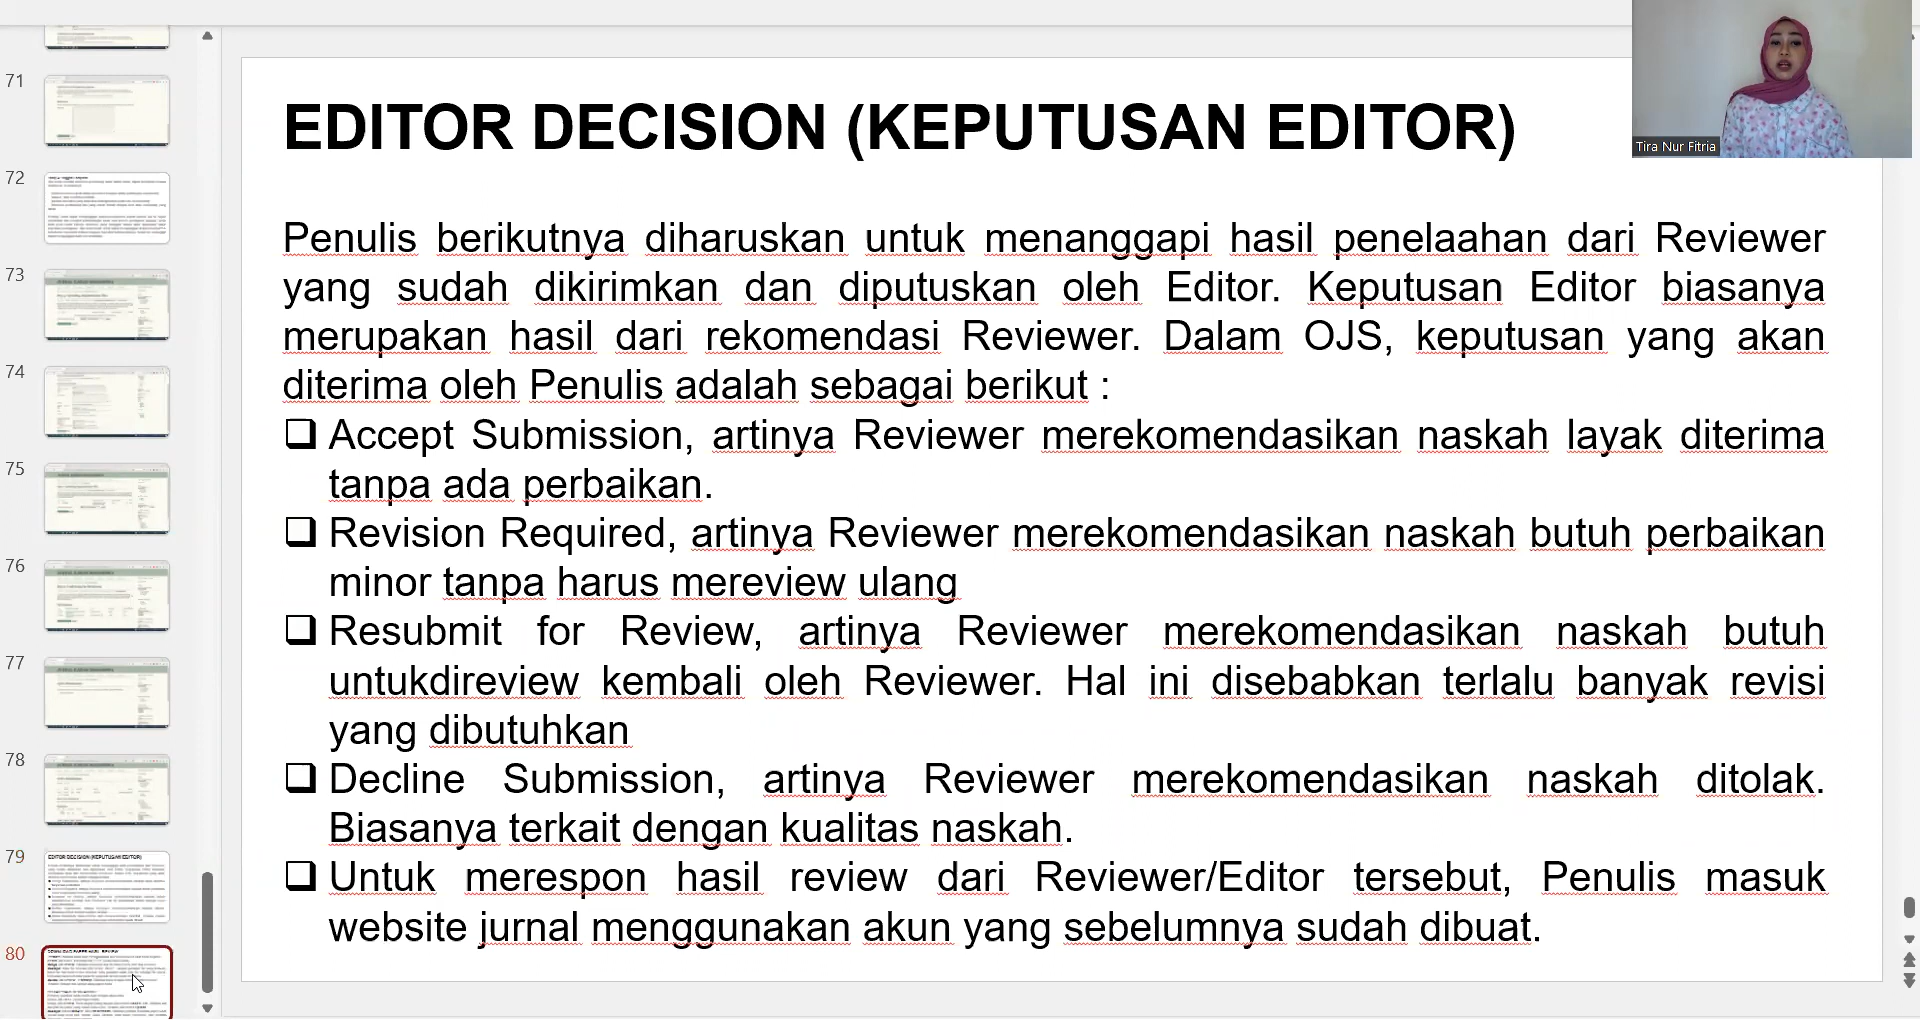 EDITOR DECISION (KEPUTUSAN EDITOR)
Tira Nur Fitria
Penulis berikutnya diharuskan untuk menanggapi hasil penelaahan dari Reviewer
yang sudah dikirimkan dan diputuskan oleh Editor. Keputusan Editor biasanya
merupakan hasil dari rekomendasi Reviewer. Dalam OJS, keputusan yang akan
diterima oleh Penulis adalah sebagai berikut :
❑ Accept Submission, artinya Reviewer merekomendasikan naskah layak diterima
tanpa ada perbaikan.
❑ Revision Required, artinya Reviewer merekomendasikan naskah butuh perbaikan
minor tanpa harus mereview ulang
❑ Resubmit for Review, artinya Reviewer merekomendasikan naskah butuh
untukdireview kembali oleh Reviewer. Hal ini disebabkan terlalu banyak revisi
yang dibutuhkan
❑ Decline Submission, artinya Reviewer merekomendasikan naskah ditolak.
Biasanya terkait dengan kualitas naskah.
❑ Untuk merespon hasil review dari Reviewer/Editor tersebut, Penulis masuk
website jurnal menggunakan akun yang sebelumnya sudah dibuat.
71
72
73
74
75
76
77
78
79
EDITOR DECISION (KEPUTUSAN EDITOR)
80